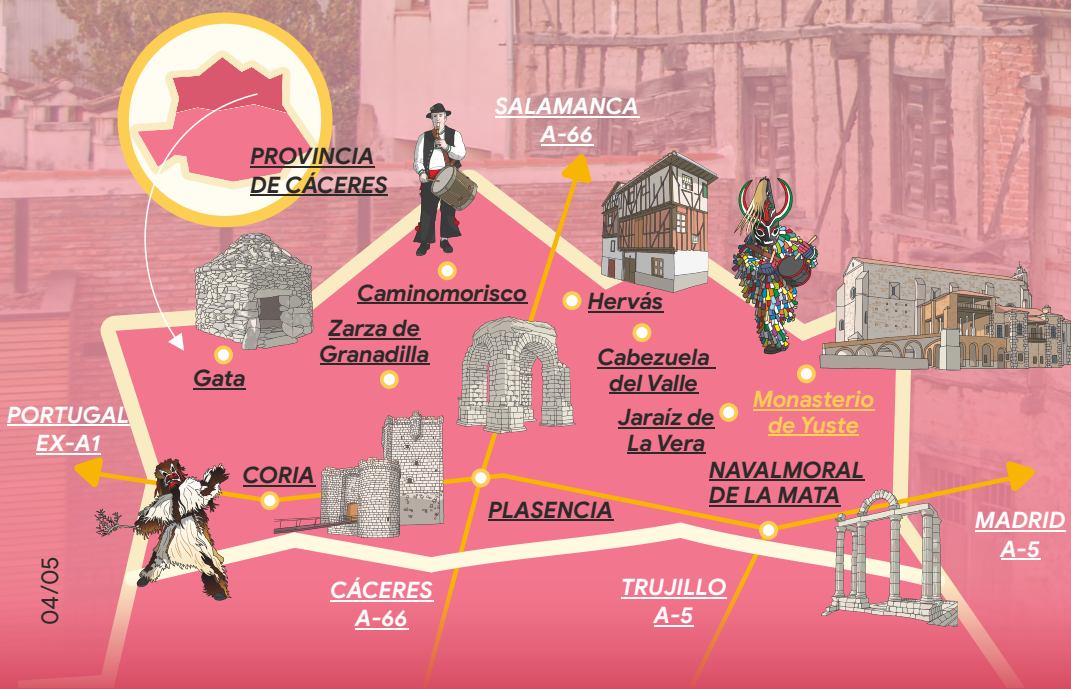 SALAMANCA
A-66
PROVINCIA
DE CÁCERES
Caminomorisco
Hervás
Zarza de
Granadilla
Cabezuela
del Valle
Gata
Monasterio
de Yuste
PORTUGAL
EX-A1
Jaraíz de
La Vera
CORIA
NAVALMORAL
DE LA MATA
PLASENCIA
MADRID
A-5
CÁCERES
A-66
TRUJILLO
A-5
04/05